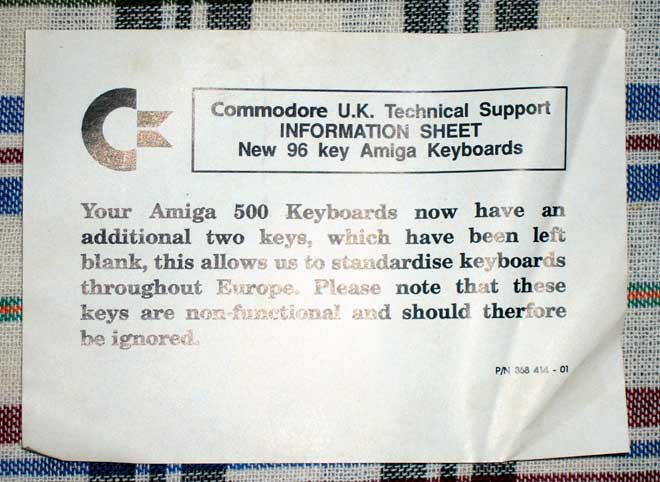 Commodore U.K. Technical Support
INFORMATION SHEET
New 96 key Amiga Keyboards
Your Amiga 500 Keyboards now have an
additional two keys, which have been left
blank, this allows us to standardise keyboards
throughout Europe. Please note that these
keys are non-functional and should therfore
be ignored.
P/N 368 414 - 01